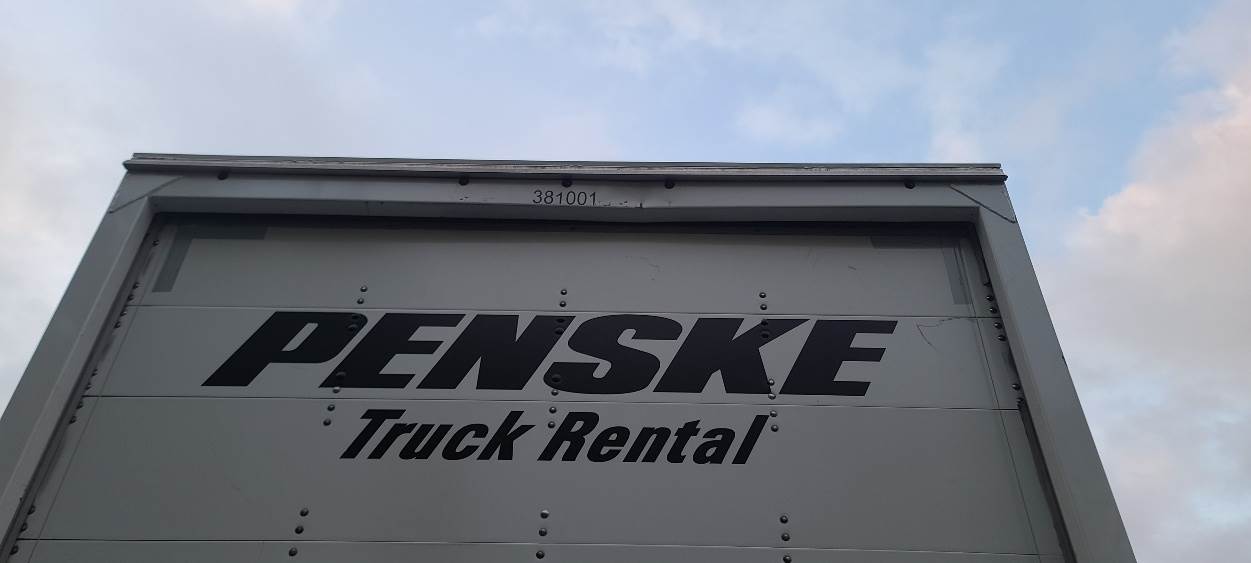 381001
PENSKE
Truck Rental